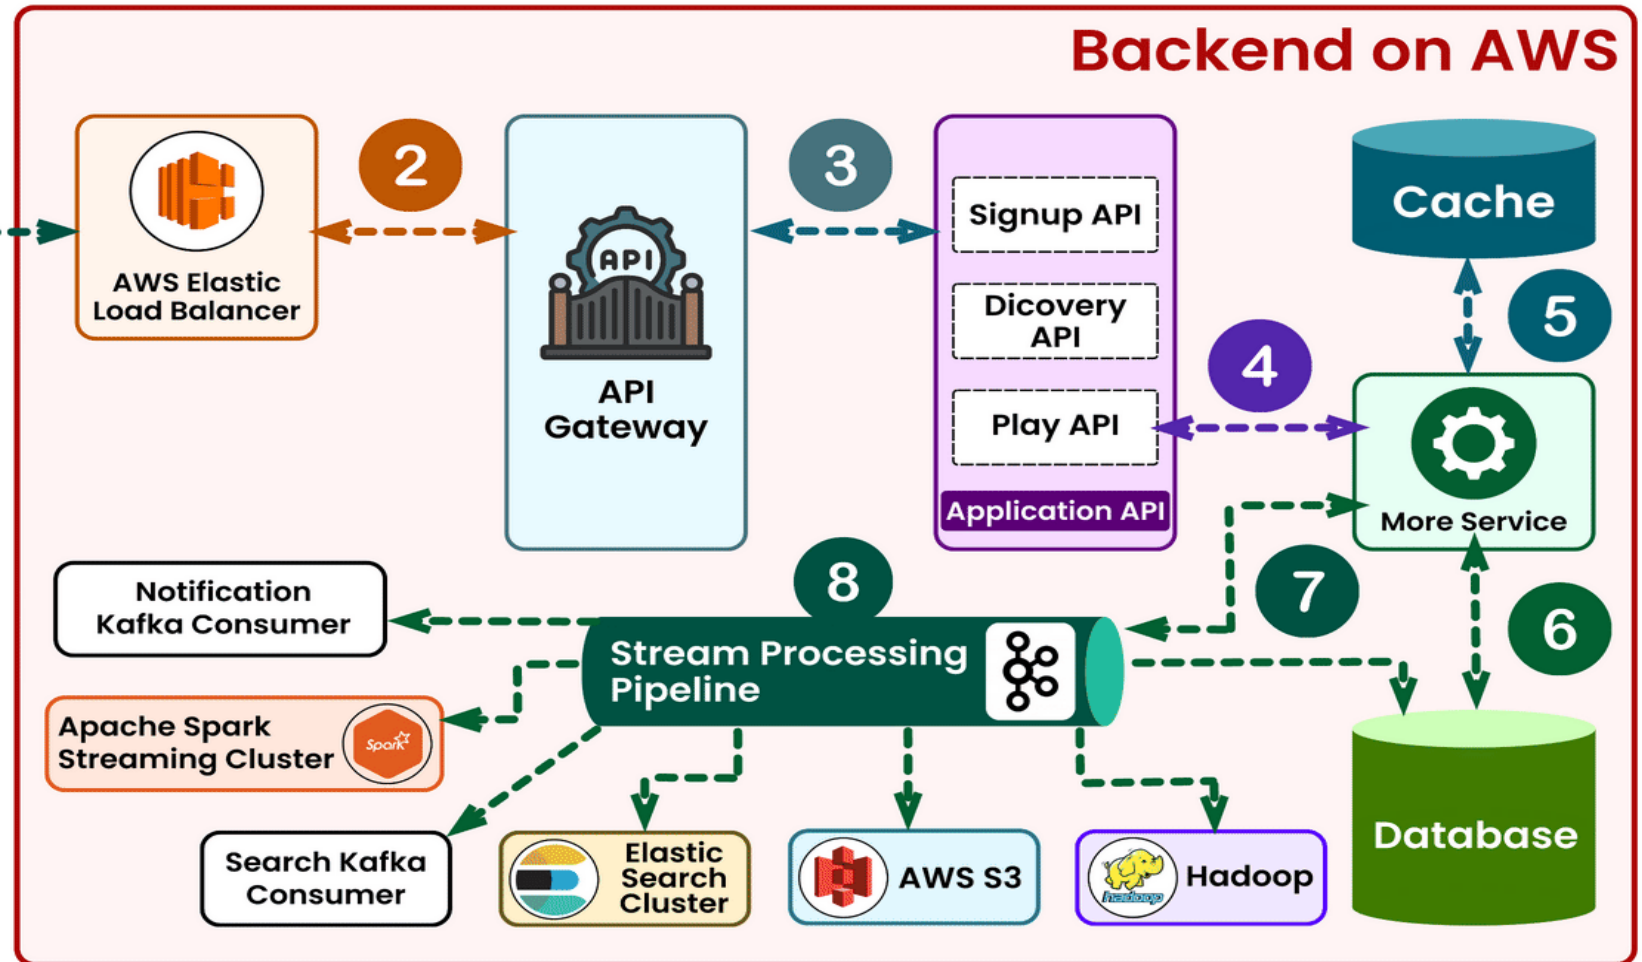 Backend on AWS
AWS Elastic
Load Balancer
2
API
API
Gateway
3
Signup API
Dicovery
API
Play API
Application API
4
Cache
5
More Service
6
7
8
Stream Processing
Pipeline
Notification
Kafka Consumer
Apache Spark
Streaming Cluster
Spark
Search Kafka
Consumer
Elastic
Search
Cluster
AWS S3
hadoop
Hadoop
Database